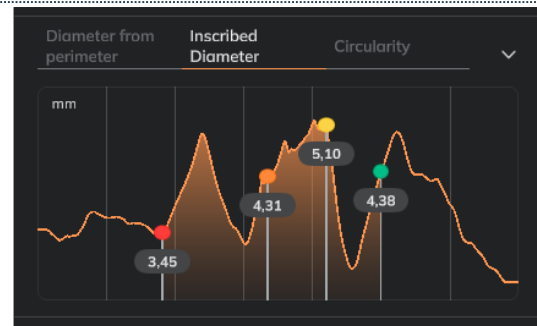 Diameter from
perimeter
Inscribed
Diameter
Circularity
mm
5,10
4,31
4,38
3,45